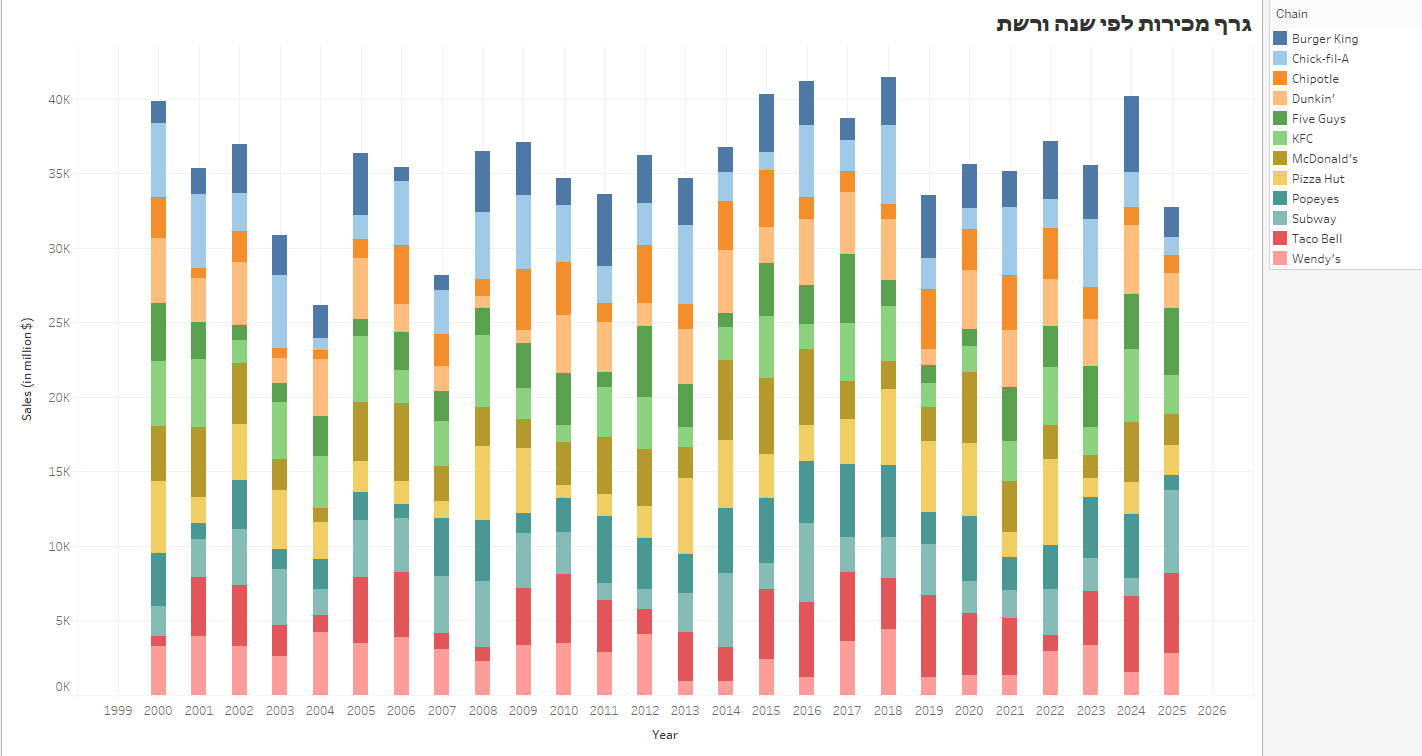 גרף מכירות לפי שנה ורשת
Chain
Burger King
Chick-fil-A
Chipotle
Dunkin’
Five Guys
KFC
McDonald’s
Pizza Hut
Popeyes
Subway
Taco Bell
Wendy’s
Sales (in million $)
40K
35K
30K
25K
20K
15K
10K
5K
0K
1999 2000 2001 2002 2003 2004 2005 2006 2007 2008 2009 2010 2011 2012 2013 2014 2015 2016 2017 2018 2019 2020 2021 2022 2023 2024 2025 2026
Year